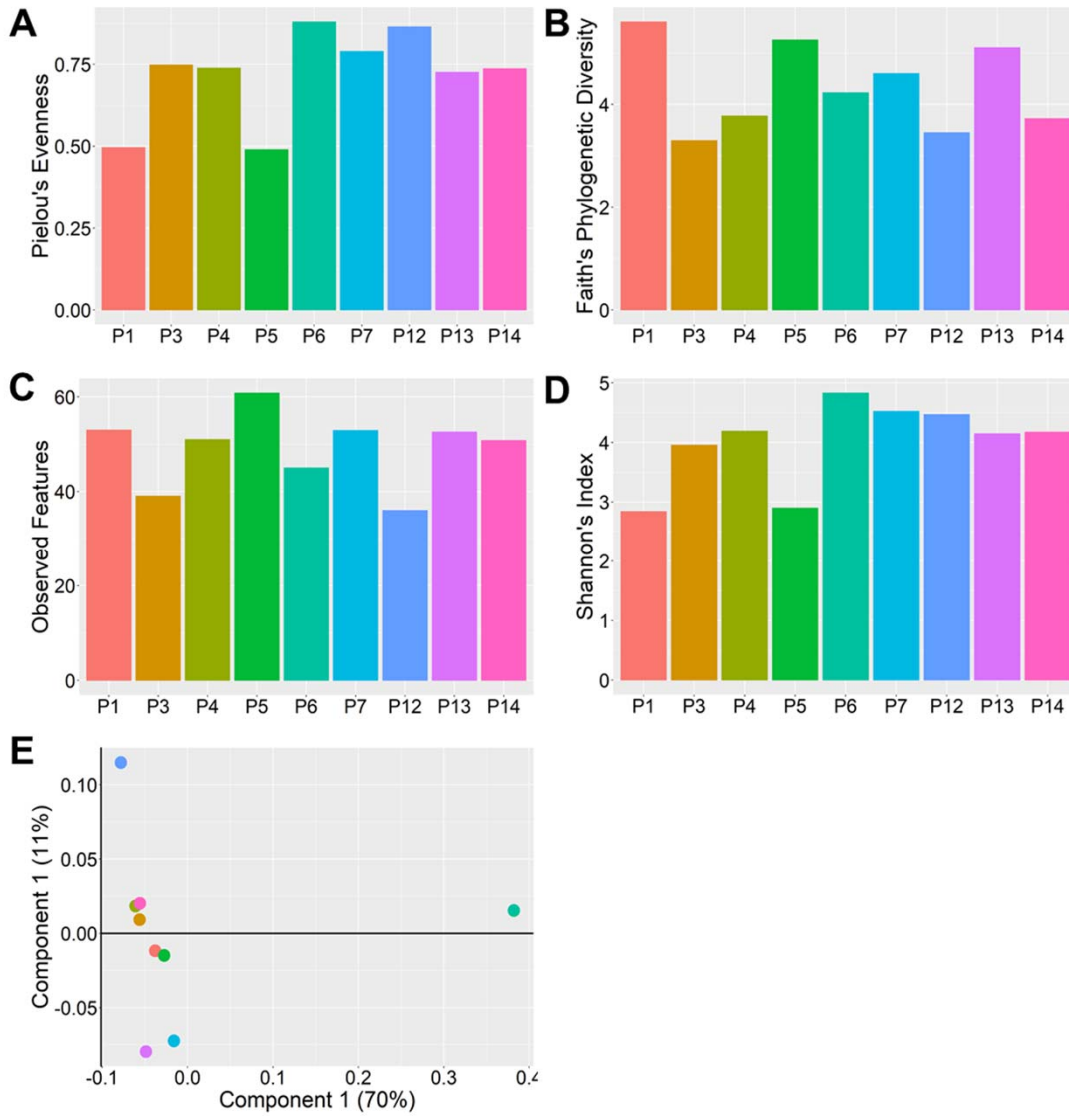 A
Pielou's Evenness
0.75
0.50
0.25
0.00
P1 P3 P4 P5 P6 P7 P12 P13 P14
B
Faith's Phylogenetic Diversity
4
2
0
P1 P3 P4 P5 P6 P7 P12 P13 P14
C
Observed Features
60
40
20
0
P1 P3 P4 P5 P6 P7 P12 P13 P14
D
Shannon's Index
5
4
3
2
1
0
P1 P3 P4 P5 P6 P7 P12 P13 P14
E
Component 1 (11%)
0.10
0.05
0.00
-0.05
-0.1 0.0 0.1 0.2 0.3
Component 1 (70%)